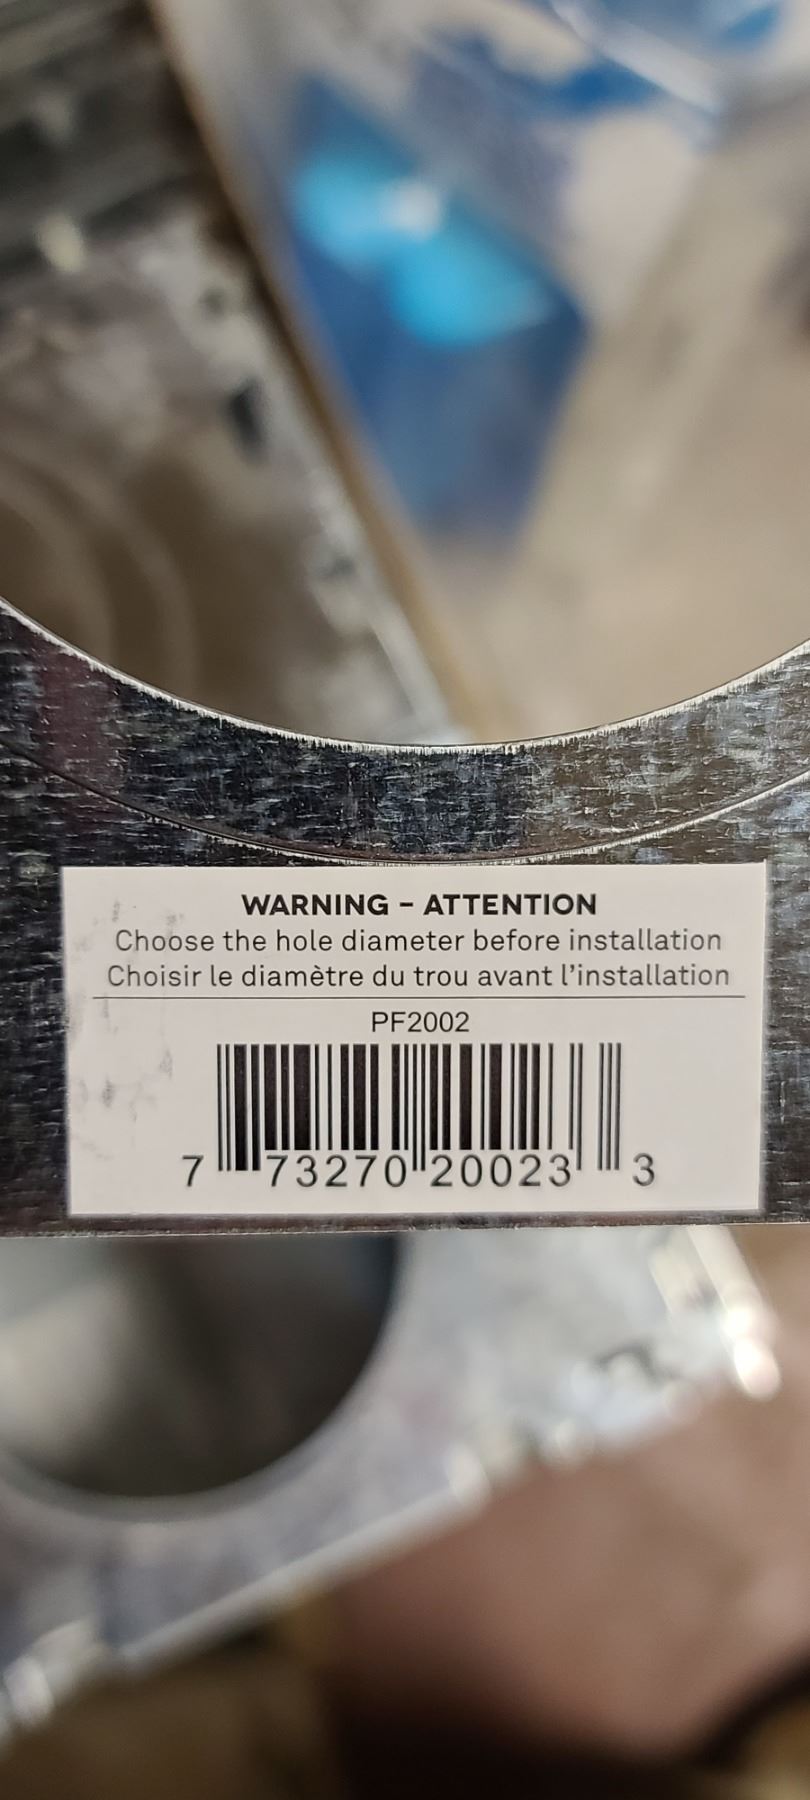 WARNING - ATTENTION
Choose the hole diameter before installation
Choisir le diamètre du trou avant l'installation
PF2002
7 73270 20023 3